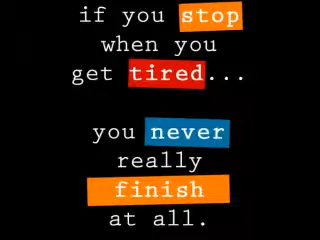 if you stop
when you
get tired...
you never
really
finish
at all.